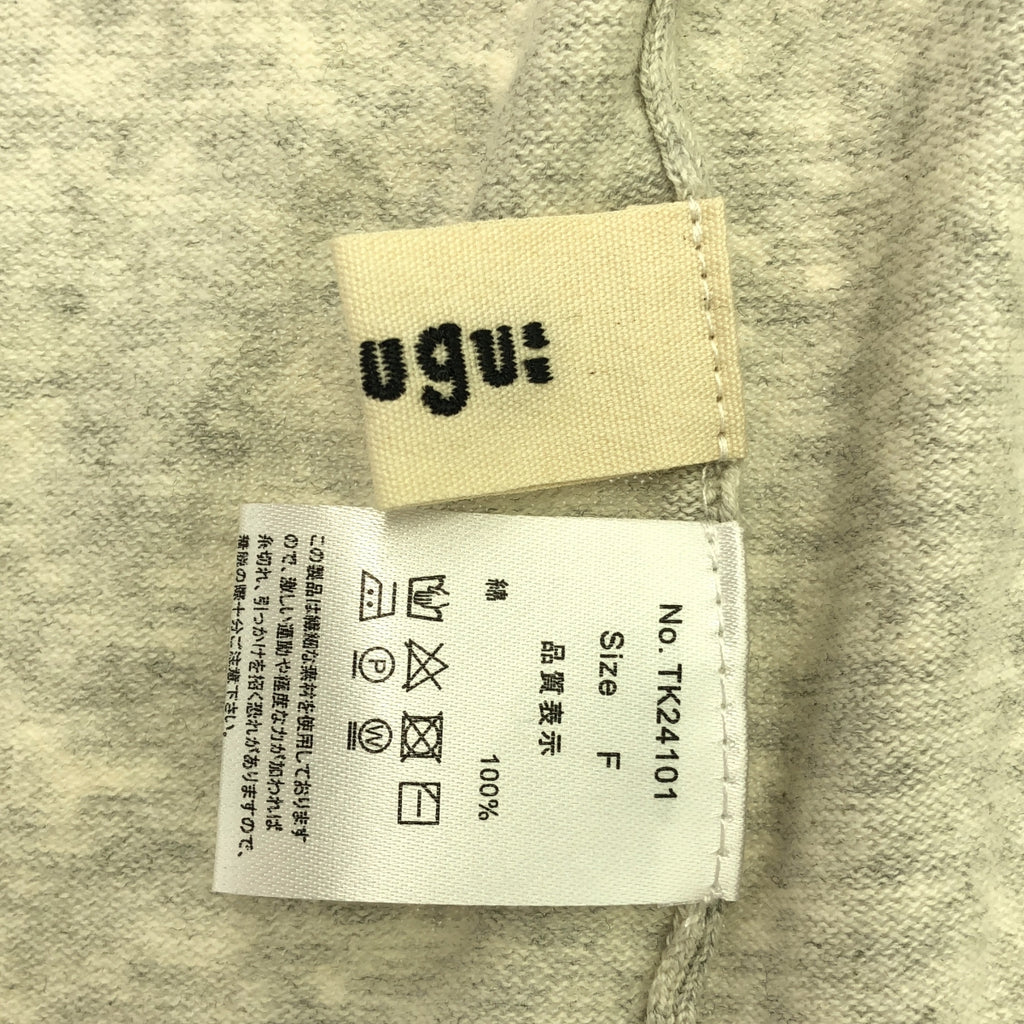 ugu:
No. TK24101
Size F
品質表示
綿 100%
P W
この製品は繊細な素材を使用しております
ので、激しい運動や極度な力が加われば
糸切れ、引っかけを招く恐れがありますので、
着脱の際十分ご注意下さい。